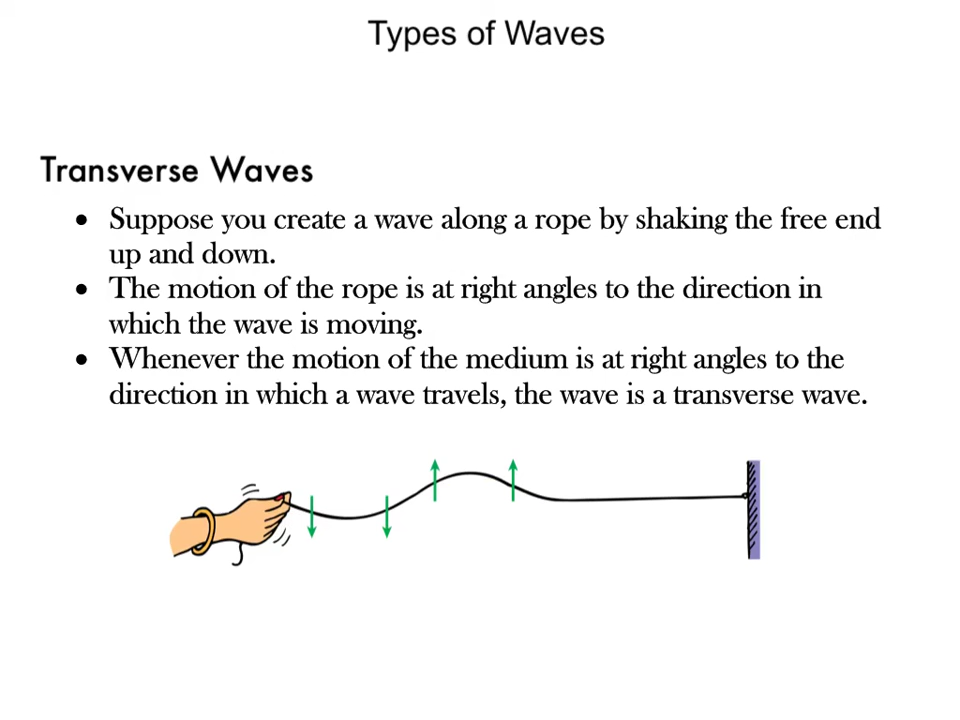 Types of Waves
Transverse Waves
• Suppose you create a wave along a rope by shaking the free end
up and down.
• The motion of the rope is at right angles to the direction in
which the wave is moving.
• Whenever the motion of the medium is at right angles to the
direction in which a wave travels, the wave is a transverse wave.